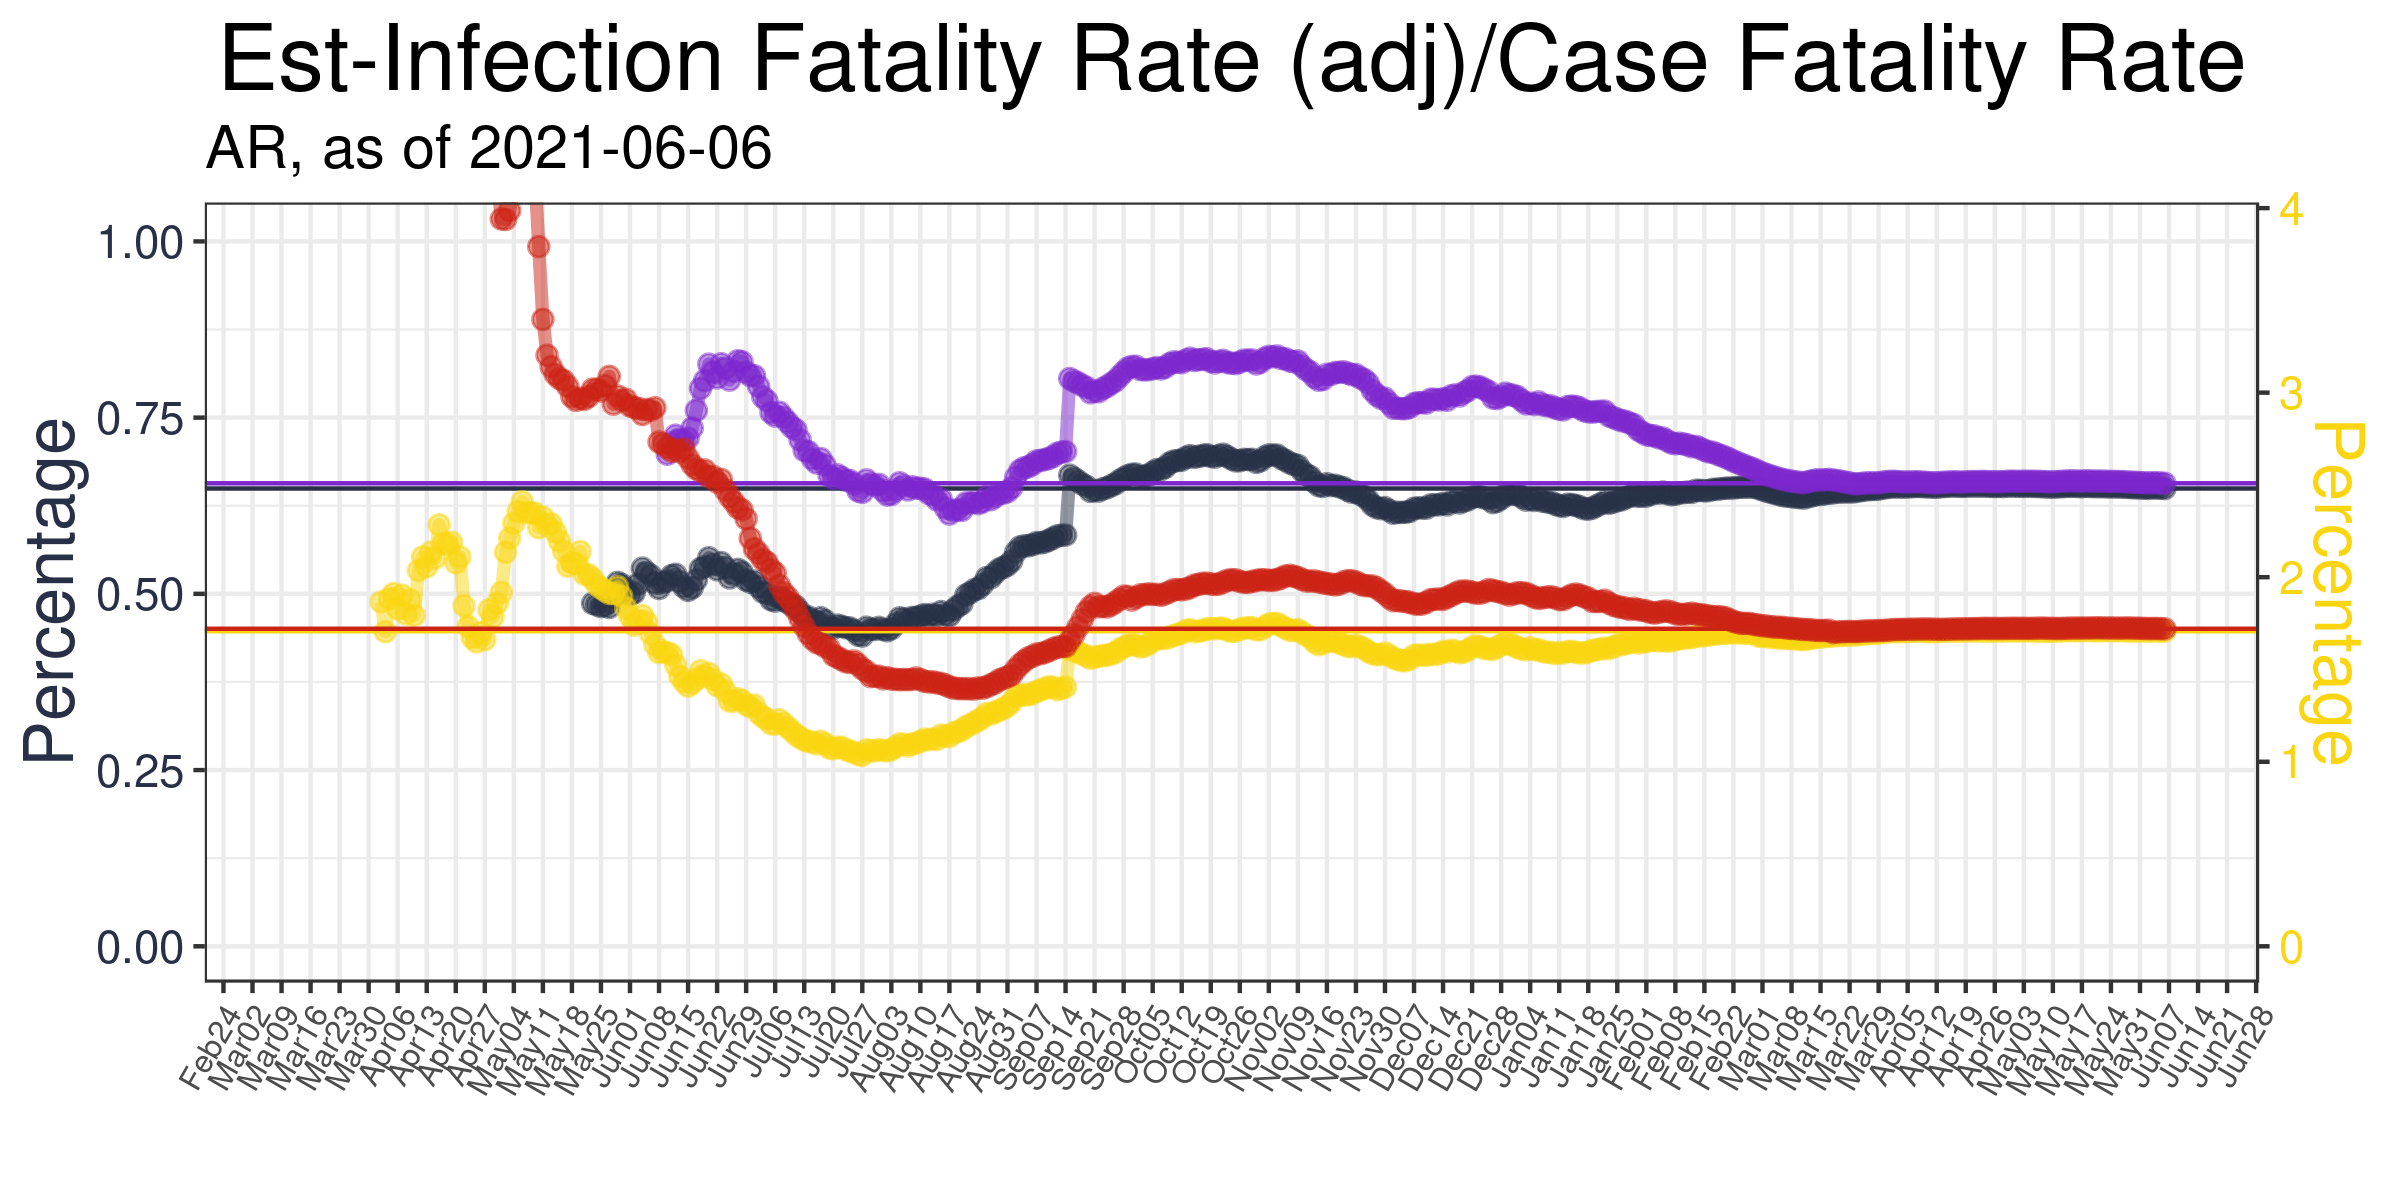 Est-Infection Fatality Rate (adj)/Case Fatality Rate
AR, as of 2021-06-06
Percentage
1.00
0.75
0.50
0.25
0.00
4
3
2
1
0
Percentage
Feb24
Mar02
Mar09
Mar16
Mar23
Mar30
Apr06
Apr13
Apr20
Apr27
May04
May11
May18
May25
Jun01
Jun08
Jun15
Jun22
Jun29
Jul06
Jul13
Jul20
Jul27
Aug03
Aug10
Aug17
Aug24
Aug31
Sep07
Sep14
Sep21
Sep28
Oct05
Oct12
Oct19
Oct26
Nov02
Nov09
Nov16
Nov23
Nov30
Dec07
Dec14
Dec21
Dec28
Jan04
Jan11
Jan18
Jan25
Feb01
Feb08
Feb15
Feb22
Mar01
Mar08
Mar15
Mar22
Mar29
Apr05
Apr12
Apr19
Apr26
May03
May10
May17
May24
May31
Jun07
Jun14
Jun21
Jun28